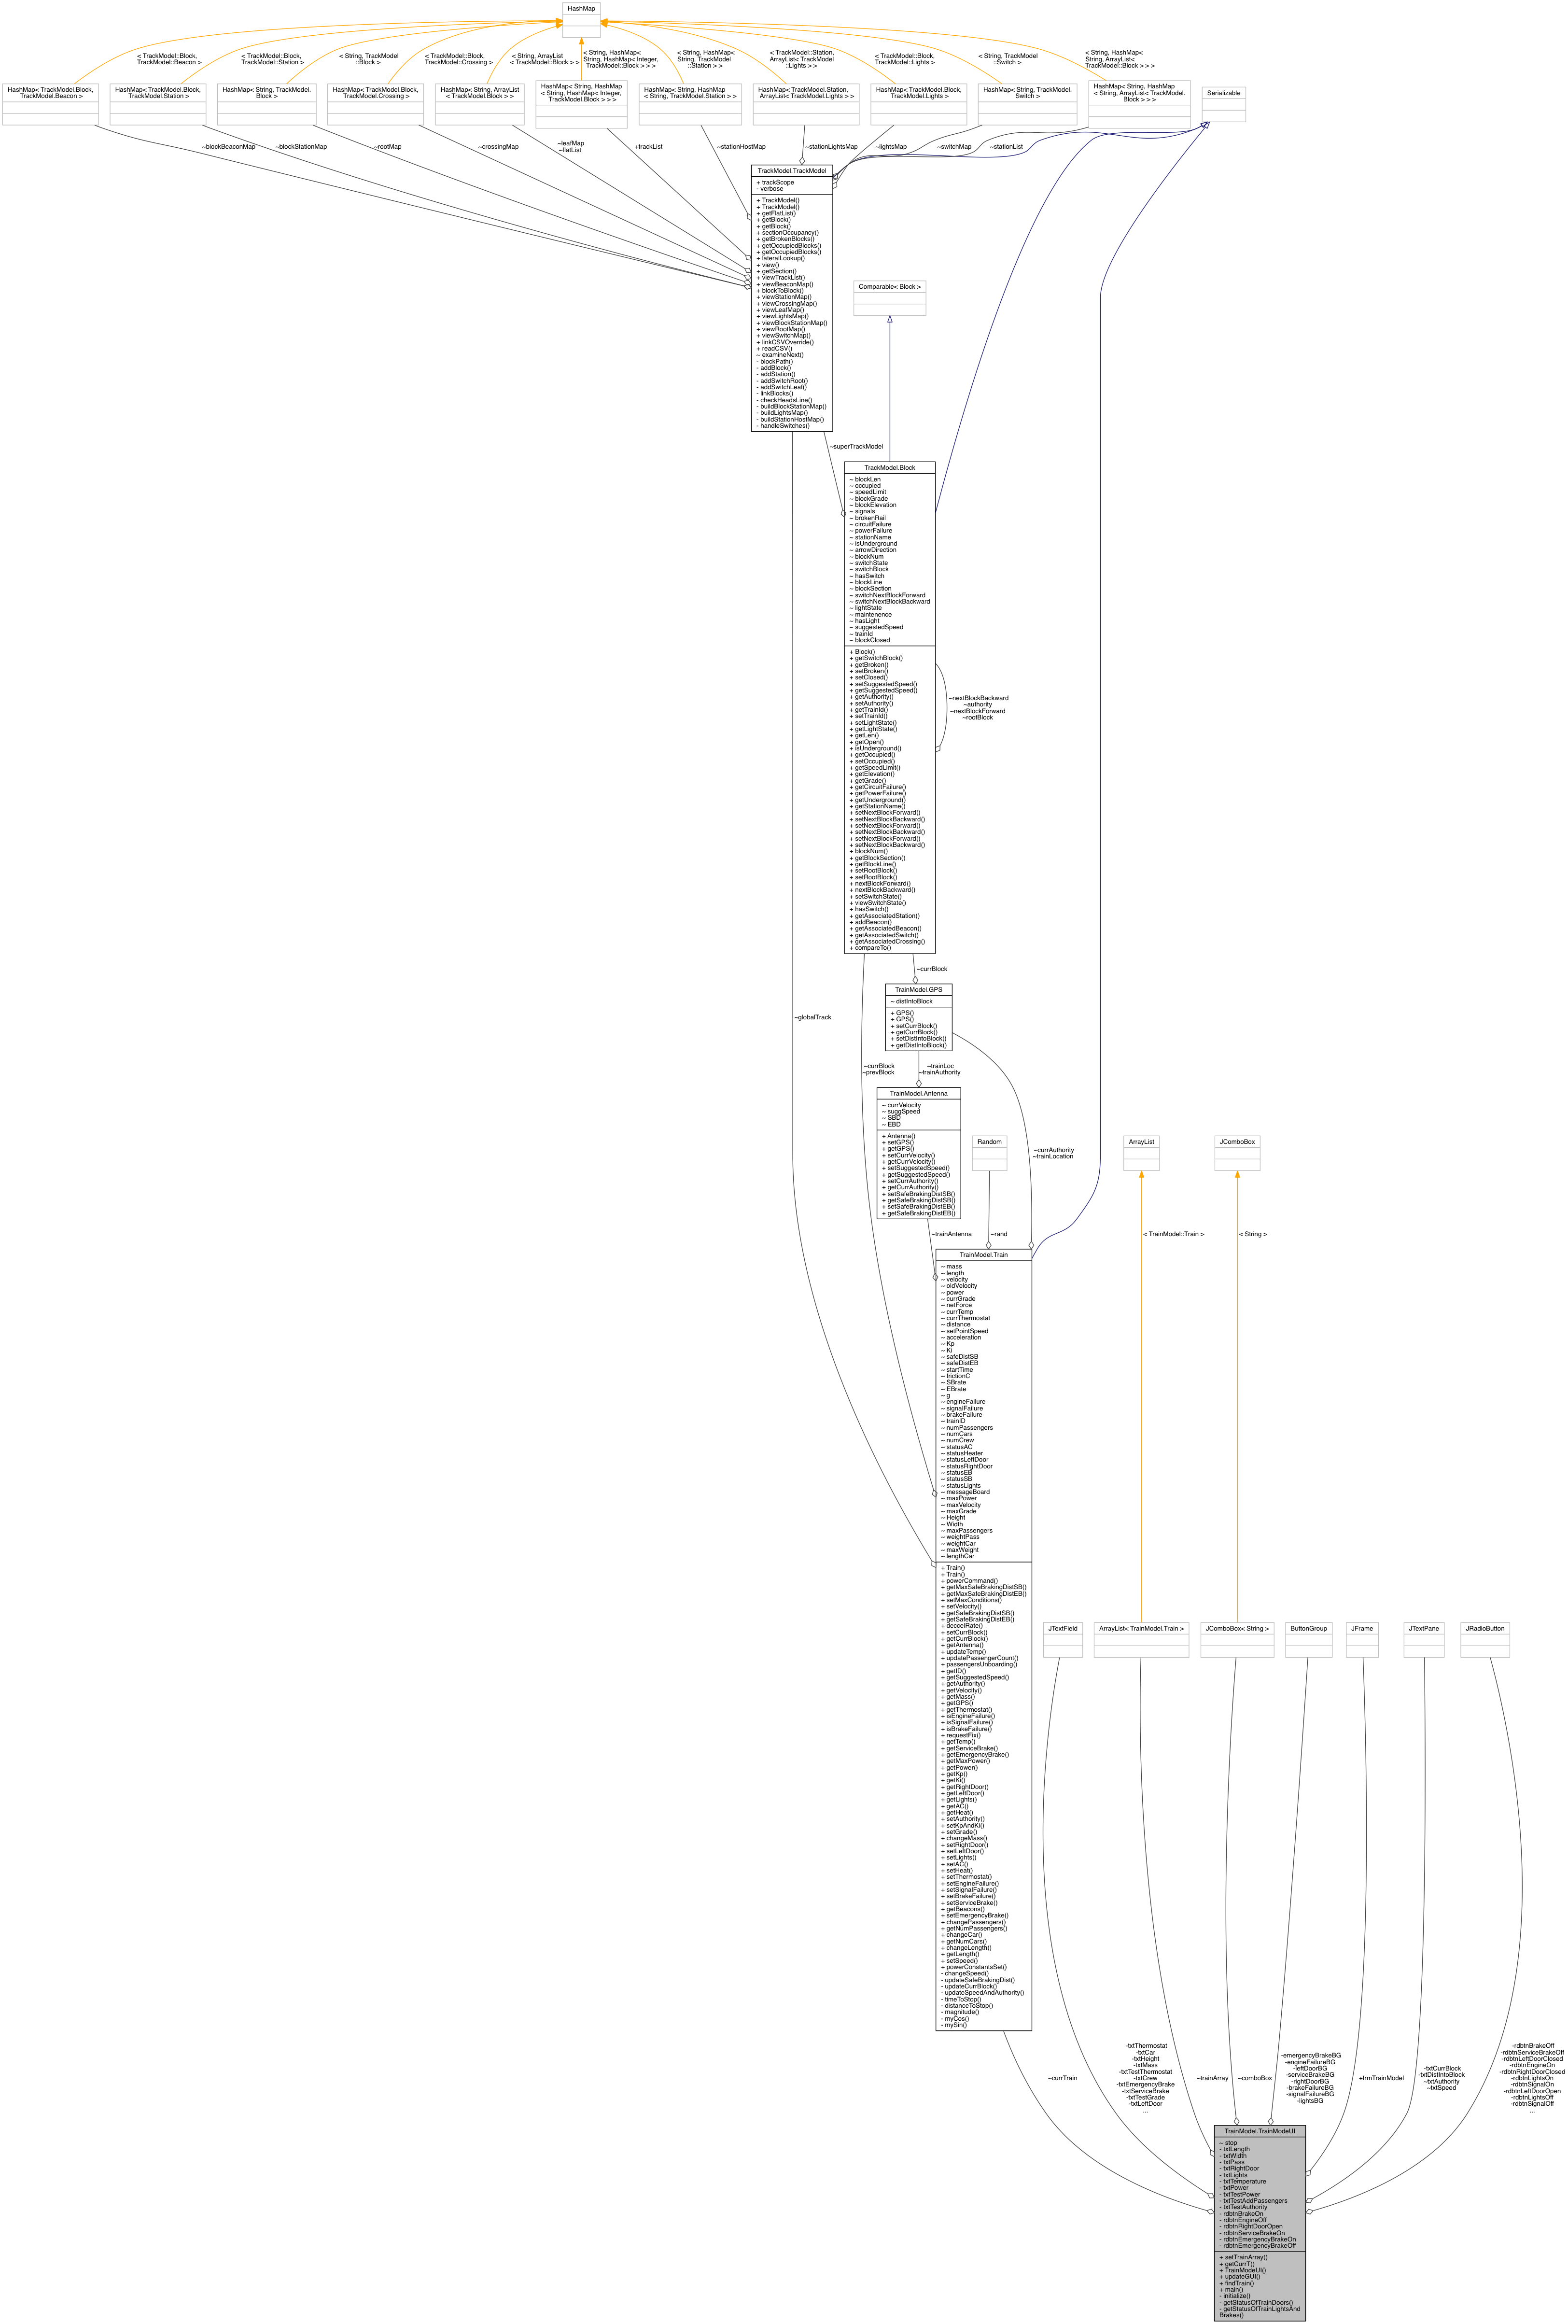 HashMap
< TrackModel::Block,
TrackModel::Beacon >
< TrackModel::Block,
TrackModel::Station >
< String, TrackModel
::Block >
< TrackModel::Block,
TrackModel::Crossing >
< String, ArrayList
< TrackModel::Block > >
< String, HashMap<
String, HashMap< Integer,
TrackModel::Block > > >
< String, HashMap<
String, TrackModel
::Station > >
< TrackModel::Station,
ArrayList< TrackModel
::Lights > >
< TrackModel::Block,
TrackModel::Lights >
< String, TrackModel
::Switch >
< String, HashMap<
String, ArrayList<
TrackModel::Block > > >
HashMap< TrackModel.Block,
TrackModel.Beacon >
HashMap< TrackModel.Block,
TrackModel.Station >
HashMap< String, TrackModel.
Block >
HashMap< TrackModel.Block,
TrackModel.Crossing >
HashMap< String, ArrayList
< TrackModel.Block > >
HashMap< String, HashMap
< String, HashMap< Integer,
TrackModel.Block > > >
HashMap< String, HashMap
< String, TrackModel.Station > >
HashMap< TrackModel.Station,
ArrayList< TrackModel.Lights > >
HashMap< TrackModel.Block,
TrackModel.Lights >
HashMap< String, TrackModel.
Switch >
HashMap< String, HashMap
< String, ArrayList< TrackModel.
Block > > >
Serializable
~blockBeaconMap
~blockStationMap
~rootMap
~crossingMap
~leafMap
~flatList
+trackList
~stationHostMap
~stationLightsMap
~lightsMap
~switchMap
~stationList
TrackModel.TrackModel
+ trackScope
- verbose
+ TrackModel()
+ TrackModel()
+ getFlatList()
+ getBlock()
+ getBlock()
+ sectionOccupancy()
+ getBrokenBlocks()
+ getOccupiedBlocks()
+ getOccupiedBlocks()
+ lateralLookup()
+ view()
+ getSection()
+ viewTrackList()
+ viewBeaconMap()
+ blockToBlock()
+ viewStationMap()
+ viewCrossingMap()
+ viewLeafMap()
+ viewLightsMap()
+ viewBlockStationMap()
+ viewRootMap()
+ viewSwitchMap()
+ linkCSVOverride()
+ readCSV()
~ examineNext()
- blockPath()
- addBlock()
- addStation()
- addSwitchRoot()
- addSwitchLeaf()
- linkBlocks()
- checkHeadsLine()
- buildBlockStationMap()
- buildLightsMap()
- buildStationHostMap()
- handleSwitches()
Comparable< Block >
~superTrackModel
TrackModel.Block
~ blockLen
~ occupied
~ speedLimit
~ blockGrade
~ blockElevation
~ signals
~ brokenRail
~ circuitFailure
~ powerFailure
~ stationName
~ isUnderground
~ arrowDirection
~ blockNum
~ switchState
~ switchBlock
~ hasSwitch
~ blockLine
~ blockSection
~ switchNextBlockForward
~ switchNextBlockBackward
~ lightState
~ maintenence
~ hasLight
~ suggestedSpeed
~ trainId
~ blockClosed
+ Block()
+ getSwitchBlock()
+ getBroken()
+ setBroken()
+ setClosed()
+ setSuggestedSpeed()
+ getSuggestedSpeed()
+ getAuthority()
+ setAuthority()
+ getTrainId()
+ setTrainId()
+ setLightState()
+ getLightState()
+ getLen()
+ getOpen()
+ isUnderground()
+ getOccupied()
+ setOccupied()
+ getSpeedLimit()
+ getElevation()
+ getGrade()
+ getCircuitFailure()
+ getPowerFailure()
+ getUnderground()
+ getStationName()
+ setNextBlockForward()
+ setNextBlockBackward()
+ setNextBlockForward()
+ setNextBlockBackward()
+ setNextBlockForward()
+ setNextBlockBackward()
+ blockNum()
+ getBlockSection()
+ getBlockLine()
+ setRootBlock()
+ setRootBlock()
+ nextBlockForward()
+ nextBlockBackward()
+ setSwitchState()
+ viewSwitchState()
+ hasSwitch()
+ getAssociatedStation()
+ addBeacon()
+ getAssociatedBeacon()
+ getAssociatedSwitch()
+ getAssociatedCrossing()
+ compareTo()
~nextBlockBackward
~authority
~nextBlockForward
~rootBlock
~currBlock
TrainModel.GPS
~ distIntoBlock
+ GPS()
+ GPS()
+ setCurrBlock()
+ getCurrBlock()
+ setDistIntoBlock()
+ getDistIntoBlock()
~globalTrack
~currBlock
~prevBlock
~trainLoc
~trainAuthority
TrainModel.Antenna
~ currVelocity
~ suggSpeed
~ SBD
~ EBD
+ Antenna()
+ setGPS()
+ getGPS()
+ setCurrVelocity()
+ getCurrVelocity()
+ setSuggestedSpeed()
+ getSuggestedSpeed()
+ setCurrAuthority()
+ getCurrAuthority()
+ setSafeBrakingDistSB()
+ getSafeBrakingDistSB()
+ setSafeBrakingDistEB()
+ getSafeBrakingDistEB()
Random
~currAuthority
~trainLocation
ArrayList
JComboBox
~trainAntenna
~rand
< TrainModel::Train >
< String >
TrainModel.Train
~ mass
~ length
~ velocity
~ oldVelocity
~ power
~ currGrade
~ netForce
~ currTemp
~ currThermostat
~ distance
~ setPointSpeed
~ acceleration
~ Kp
~ Ki
~ safeDistSB
~ safeDistEB
~ startTime
~ frictionC
~ SBrate
~ EBrate
~ g
~ engineFailure
~ signalFailure
~ brakeFailure
~ trainID
~ numPassengers
~ numCars
~ numCrew
~ statusAC
~ statusHeater
~ statusLeftDoor
~ statusRightDoor
~ statusEB
~ statusSB
~ statusLights
~ messageBoard
~ maxPower
~ maxVelocity
~ maxGrade
~ Height
~ Width
~ maxPassengers
~ weightPass
~ weightCar
~ maxWeight
~ lengthCar
+ Train()
+ Train()
+ powerCommand()
+ getMaxSafeBrakingDistSB()
+ getMaxSafeBrakingDistEB()
+ setMaxConditions()
+ setVelocity()
+ getSafeBrakingDistSB()
+ getSafeBrakingDistEB()
+ deccelRate()
+ setCurrBlock()
+ getCurrBlock()
+ getAntenna()
+ updateTemp()
+ updatePassengerCount()
+ passengersUnboarding()
+ getID()
+ getSuggestedSpeed()
+ getAuthority()
+ getVelocity()
+ getMass()
+ getGPS()
+ getThermostat()
+ isEngineFailure()
+ isSignalFailure()
+ isBrakeFailure()
+ requestFix()
+ getTemp()
+ getServiceBrake()
+ getEmergencyBrake()
+ getMaxPower()
+ getPower()
+ getKp()
+ getKi()
+ getRightDoor()
+ getLeftDoor()
+ getLights()
+ getAC()
+ getHeat()
+ setAuthority()
+ setKpAndKi()
+ setGrade()
+ changeMass()
+ setRightDoor()
+ setLeftDoor()
+ setLights()
+ setAC()
+ setHeat()
+ setThermostat()
+ setEngineFailure()
+ setSignalFailure()
+ setBrakeFailure()
+ setServiceBrake()
+ getBeacons()
+ setEmergencyBrake()
+ changePassengers()
+ getNumPassengers()
+ changeCar()
+ getNumCars()
+ changeLength()
+ getLength()
+ setSpeed()
+ powerConstantsSet()
- changeSpeed()
- updateSafeBrakingDist()
- updateCurrBlock()
- updateSpeedAndAuthority()
- timeToStop()
- distanceToStop()
- magnitude()
- myCos()
- mySin()
JTextField
ArrayList< TrainModel.Train >
JComboBox< String >
ButtonGroup
JFrame
JTextPane
JRadioButton
~currTrain
-txtThermostat
-txtCar
-txtHeight
-txtMass
-txtTestThermostat
-txtCrew
-txtEmergencyBrake
-txtServiceBrake
-txtTestGrade
-txtLeftDoor
...
~trainArray
~comboBox
-emergencyBrakeBG
-engineFailureBG
-leftDoorBG
-serviceBrakeBG
-rightDoorBG
-brakeFailureBG
-signalFailureBG
-lightsBG
+frmTrainModel
-txtCurrBlock
-txtDistIntoBlock
~txtAuthority
~txtSpeed
-rdbtnBrakeOff
-rdbtnServiceBrakeOff
-rdbtnLeftDoorClosed
-rdbtnEngineOn
-rdbtnRightDoorClosed
-rdbtnLightsOn
-rdbtnSignalOn
-rdbtnLeftDoorOpen
-rdbtnLightsOff
-rdbtnSignalOff
...
TrainModel.TrainModeUI
~ stop
- txtLength
- txtWidth
- txtPass
- txtRightDoor
- txtLights
- txtTemperature
- txtPower
- txtTestPower
- txtTestAddPassengers
- txtTestAuthority
- rdbtnBrakeOn
- rdbtnEngineOff
- rdbtnRightDoorOpen
- rdbtnServiceBrakeOn
- rdbtnEmergencyBrakeOn
- rdbtnEmergencyBrakeOff
+ setTrainArray()
+ getCurrT()
+ TrainModeUI()
+ updateGUI()
+ findTrain()
+ main()
- initialize()
- getStatusOfTrainDoors()
- getStatusOfTrainLightsAnd
Brakes()